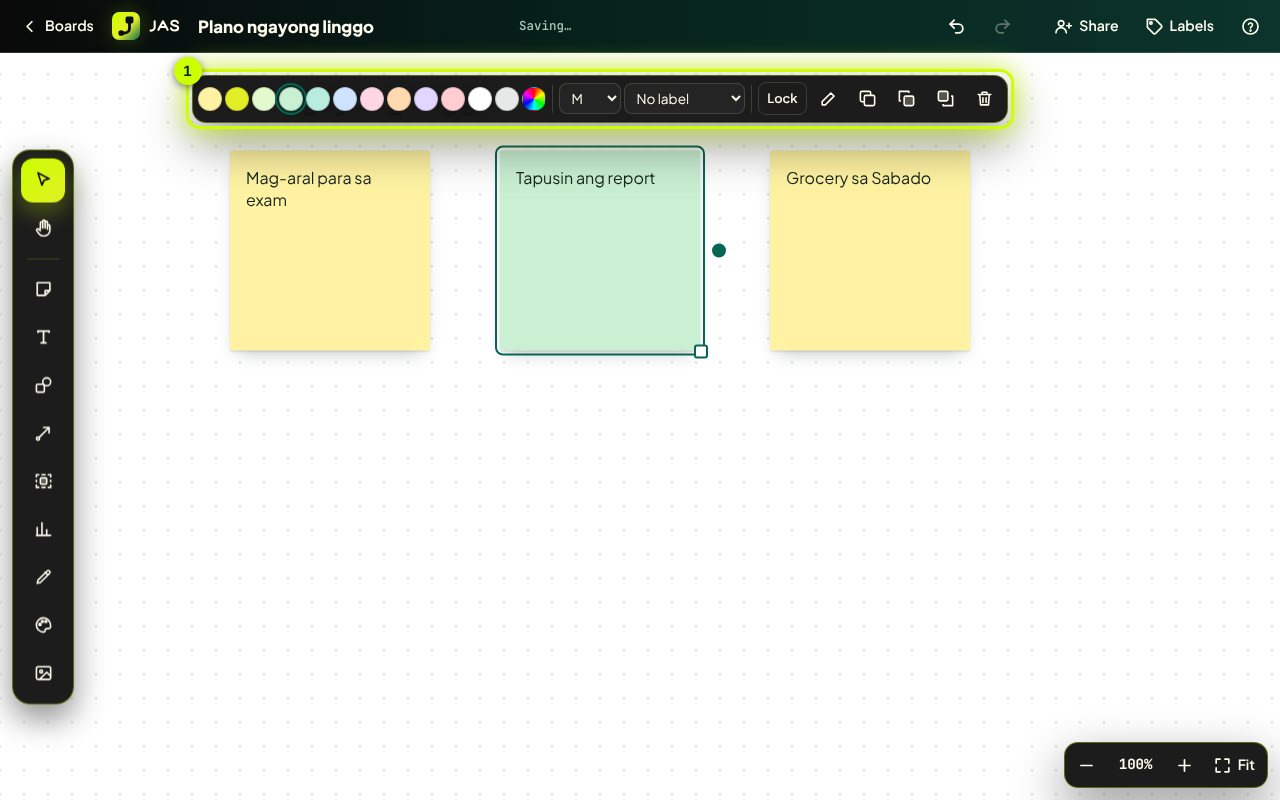 Boards
JAS
Plano ngayong linggo
Saving…
Share
Labels
1
M
No label
Lock
Mag-aral para sa
exam
Tapusin ang report
Grocery sa Sabado
100%
Fit